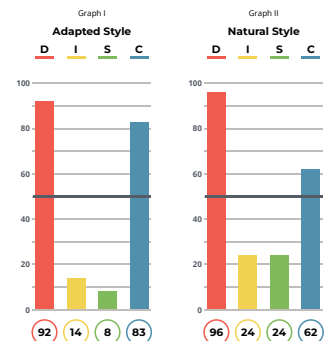 Graph I
Adapted Style
D I S C
100
80
60
40
20
0
92 14 8 83
Graph II
Natural Style
D I S C
100
80
60
40
20
0
96 24 24 62